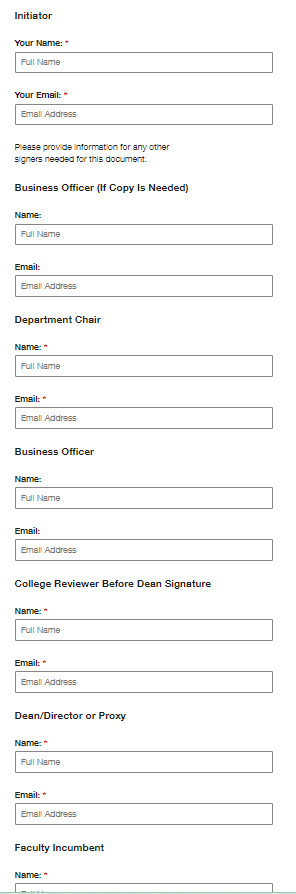 Initiator
Your Name: *
Full Name
Your Email: *
Email Address
Please provide information for any other
signers needed for this document.
Business Officer (If Copy Is Needed)
Name:
Full Name
Email:
Email Address
Department Chair
Name: *
Full Name
Email: *
Email Address
Business Officer
Name:
Full Name
Email:
Email Address
College Reviewer Before Dean Signature
Name: *
Full Name
Email: *
Email Address
Dean/Director or Proxy
Name: *
Full Name
Email: *
Email Address
Faculty Incumbent
Name: *